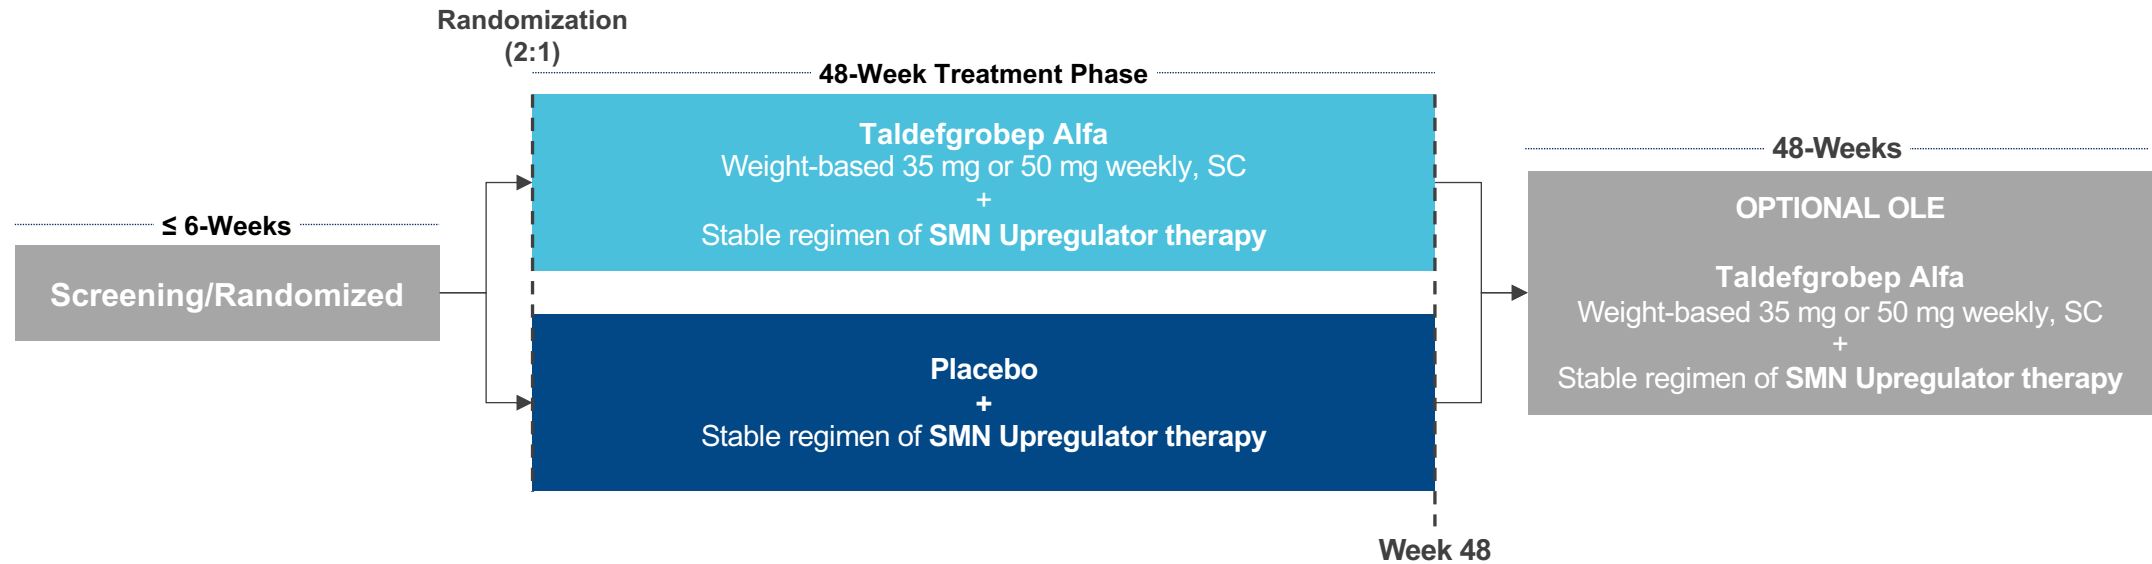 Randomization
(2:1)
48-Week Treatment Phase
≤ 6-Weeks
Screening/Randomized
Taldefgrobep Alfa
Weight-based 35 mg or 50 mg weekly, SC
+
Stable regimen of SMN Upregulator therapy
Placebo
+
Stable regimen of SMN Upregulator therapy
Week 48
48-Weeks
OPTIONAL OLE
Taldefgrobep Alfa
Weight-based 35 mg or 50 mg weekly, SC
+
Stable regimen of SMN Upregulator therapy